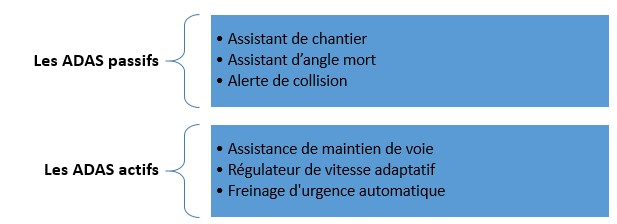 Les ADAS passifs
• Assistant de chantier
• Assistant d’angle mort
• Alerte de collision
Les ADAS actifs
• Assistance de maintien de voie
• Régulateur de vitesse adaptatif
• Freinage d'urgence automatique